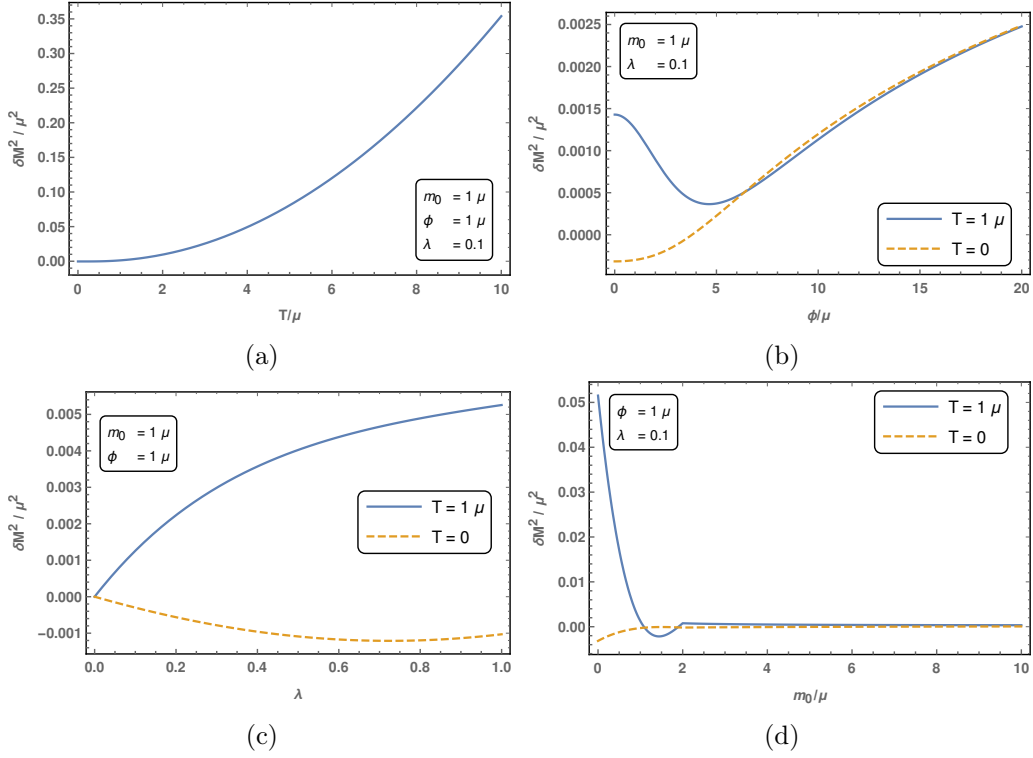 0.35
0.30
0.25
0.20
0.15
0.10
0.05
0.00
δM² / μ²
m₀ = 1 μ
ϕ = 1 μ
λ = 0.1
0 2 4 6 8 10
T/μ
(a)
0.0025
0.0020
0.0015
0.0010
0.0005
0.0000
δM² / μ²
m₀ = 1 μ
λ = 0.1
T = 1 μ
T = 0
0 5 10 15 20
ϕ/μ
(b)
0.005
0.004
0.003
0.002
0.001
0.000
−0.001
δM² / μ²
m₀ = 1 μ
ϕ = 1 μ
T = 1 μ
T = 0
0.0 0.2 0.4 0.6 0.8 1.0
λ
(c)
0.05
0.04
0.03
0.02
0.01
0.00
δM² / μ²
ϕ = 1 μ
λ = 0.1
T = 1 μ
T = 0
0 2 4 6 8 10
m₀/μ
(d)